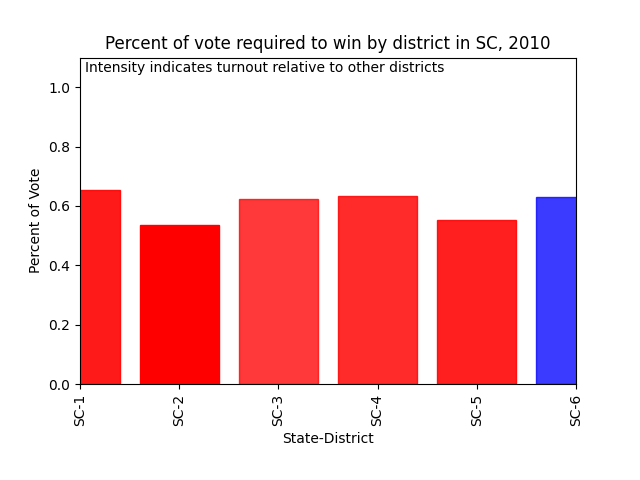 Percent of vote required to win by district in SC, 2010
Intensity indicates turnout relative to other districts
1.0
0.8
0.6
0.4
0.2
0.0
Percent of Vote
SC-1
SC-2
SC-3
SC-4
SC-5
SC-6
State-District